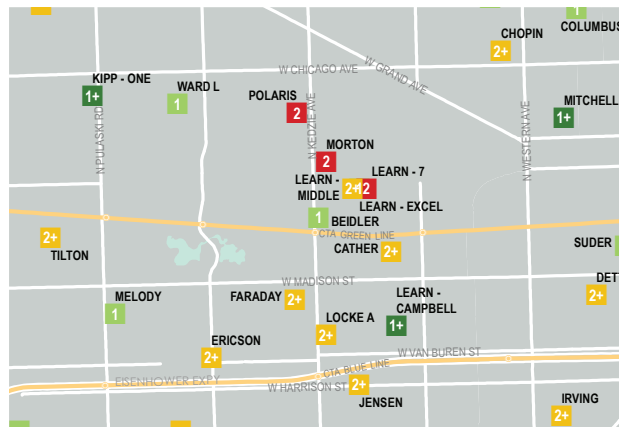 CHOPIN
2+
COLUMBUS
1
W CHICAGO AVE
W GRAND AVE
KIPP - ONE
1+
WARD L
1
POLARIS
2
MITCHELL
1+
N PULASKI RD
N KEDZIE AVE
N WESTERN AVE
MORTON
2
LEARN -
MIDDLE
2+
2
LEARN - 7
LEARN - EXCEL
1
BEIDLER
CTA GREEN LINE
2+
TILTON
CATHER
2+
SUDER
W MADISON ST
MELODY
1
FARADAY
2+
LEARN -
CAMPBELL
1+
DETT
2+
LOCKE A
2+
ERICSON
2+
W VAN BUREN ST
CTA BLUE LINE
EISENHOWER EXPY
W HARRISON ST
2+
JENSEN
IRVING
2+